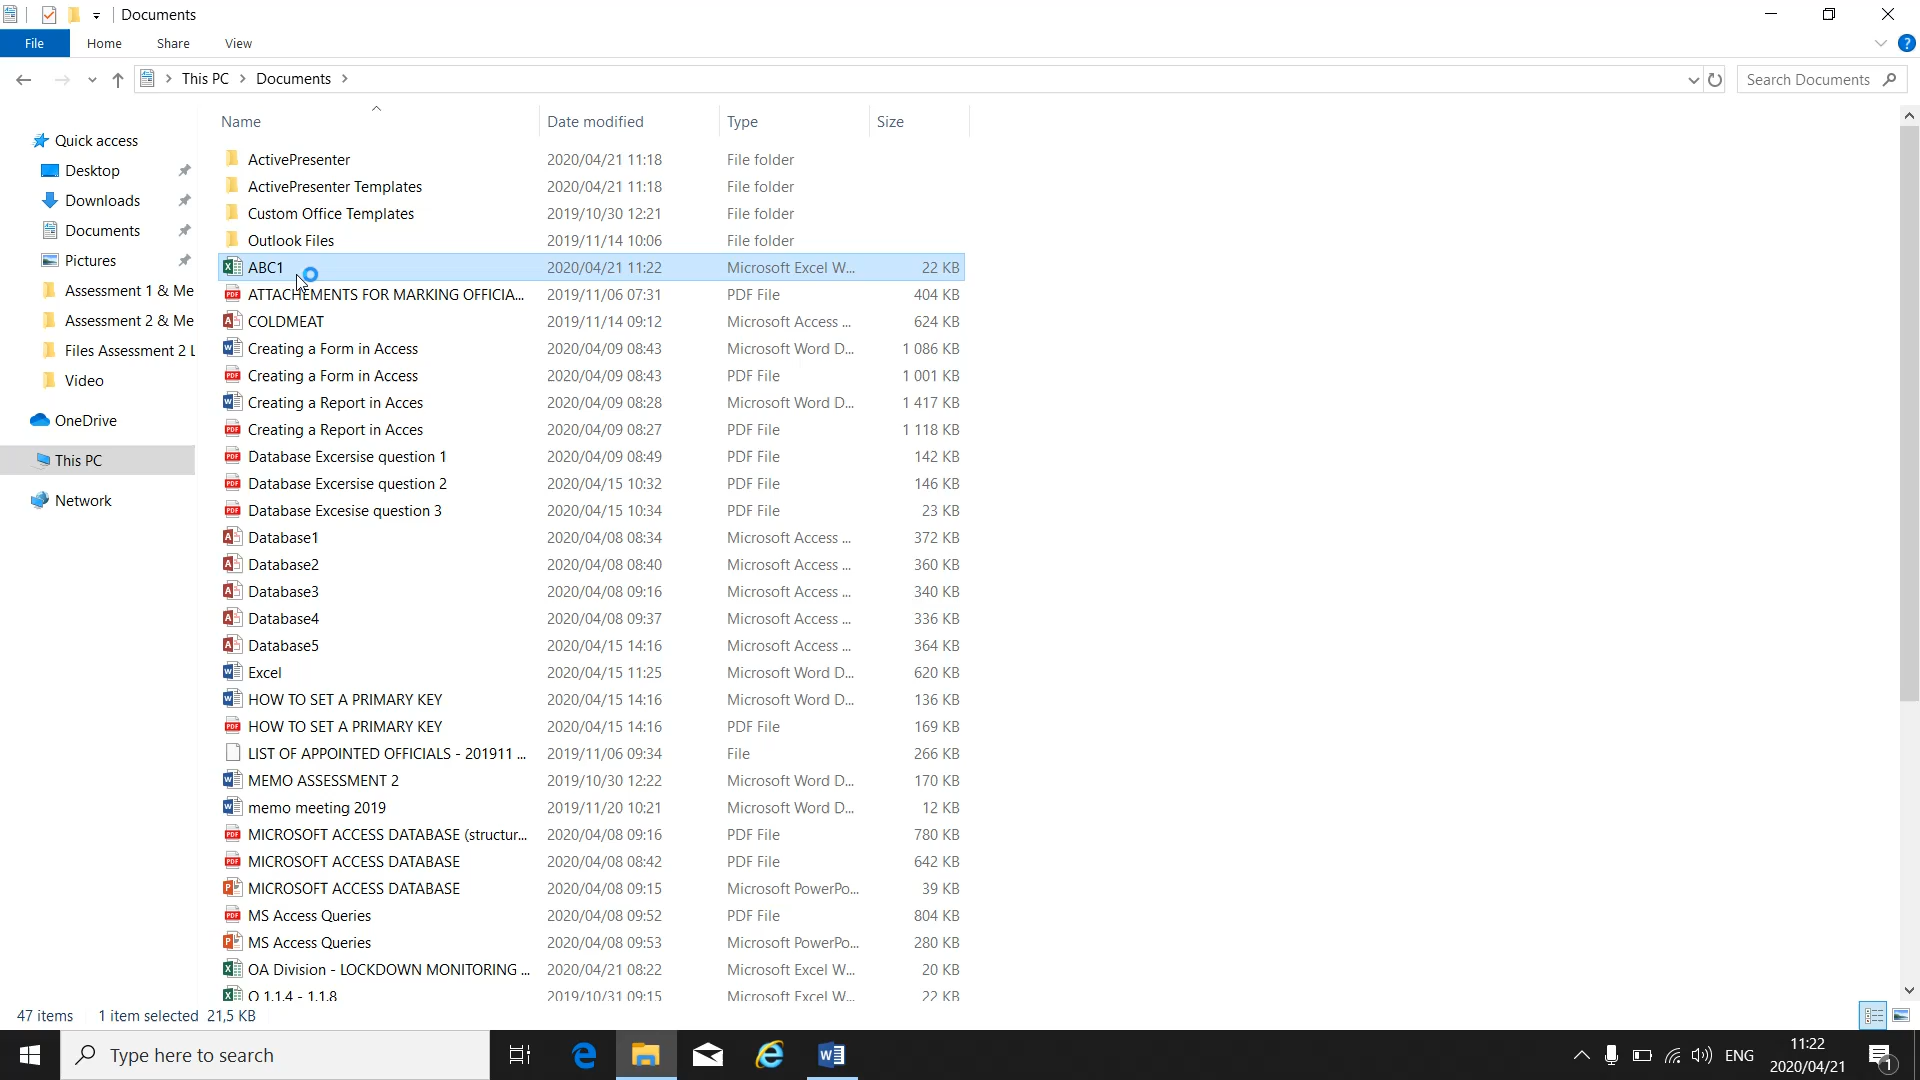 Documents
File Home Share View
This PC > Documents >
Search Documents
Name Date modified Type Size
Quick access
Desktop
Downloads
Documents
Pictures
Assessment 1 & Me
Assessment 2 & Me
Files Assessment 2 L
Video
OneDrive
This PC
Network
ActivePresenter 2020/04/21 11:18 File folder
ActivePresenter Templates 2020/04/21 11:18 File folder
Custom Office Templates 2019/10/30 12:21 File folder
Outlook Files 2019/11/14 10:06 File folder
ABC1 2020/04/21 11:22 Microsoft Excel W... 22 KB
ATTACHEMENTS FOR MARKING OFFICIA... 2019/11/06 07:31 PDF File 404 KB
COLDMEAT 2019/11/14 09:12 Microsoft Access ... 624 KB
Creating a Form in Access 2020/04/09 08:43 Microsoft Word D... 1 086 KB
Creating a Form in Access 2020/04/09 08:43 PDF File 1 001 KB
Creating a Report in Acces 2020/04/09 08:28 Microsoft Word D... 1 417 KB
Creating a Report in Acces 2020/04/09 08:27 PDF File 1 118 KB
Database Excersise question 1 2020/04/09 08:49 PDF File 142 KB
Database Excersise question 2 2020/04/15 10:32 PDF File 146 KB
Database Excesise question 3 2020/04/15 10:34 PDF File 23 KB
Database1 2020/04/08 08:34 Microsoft Access ... 372 KB
Database2 2020/04/08 08:40 Microsoft Access ... 360 KB
Database3 2020/04/08 09:16 Microsoft Access ... 340 KB
Database4 2020/04/08 09:37 Microsoft Access ... 336 KB
Database5 2020/04/15 14:16 Microsoft Access ... 364 KB
Excel 2020/04/15 11:25 Microsoft Word D... 620 KB
HOW TO SET A PRIMARY KEY 2020/04/15 14:16 Microsoft Word D... 136 KB
HOW TO SET A PRIMARY KEY 2020/04/15 14:16 PDF File 169 KB
LIST OF APPOINTED OFFICIALS - 201911 ... 2019/11/06 09:34 File 266 KB
MEMO ASSESSMENT 2 2019/10/30 12:22 Microsoft Word D... 170 KB
memo meeting 2019 2019/11/20 10:21 Microsoft Word D... 12 KB
MICROSOFT ACCESS DATABASE (structur... 2020/04/08 09:16 PDF File 780 KB
MICROSOFT ACCESS DATABASE 2020/04/08 08:42 PDF File 642 KB
MICROSOFT ACCESS DATABASE 2020/04/08 09:15 Microsoft PowerPo... 39 KB
MS Access Queries 2020/04/08 09:52 PDF File 804 KB
MS Access Queries 2020/04/08 09:53 Microsoft PowerPo... 280 KB
OA Division - LOCKDOWN MONITORING ... 2020/04/21 08:22 Microsoft Excel W... 20 KB
Q 1.1.4 - 1.1.8 2019/10/31 09:15 Microsoft Excel W... 22 KB
47 items 1 item selected 21,5 KB
Type here to search
ENG
11:22
2020/04/21
1